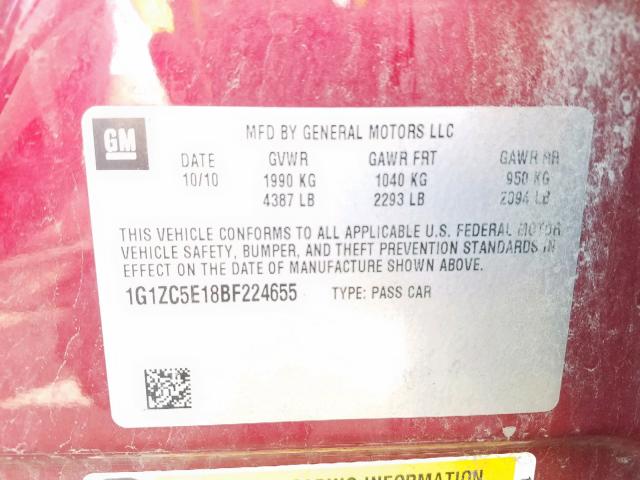 GM
MFD BY GENERAL MOTORS LLC
DATE GVWR GAWR FRT GAWR RR
10/10 1990 KG 1040 KG 950 KG
4387 LB 2293 LB 2094 LB
THIS VEHICLE CONFORMS TO ALL APPLICABLE U.S. FEDERAL MOTOR
VEHICLE SAFETY, BUMPER, AND THEFT PREVENTION STANDARDS IN
EFFECT ON THE DATE OF MANUFACTURE SHOWN ABOVE.
1G1ZC5E18BF224655 TYPE: PASS CAR
INFORMATION